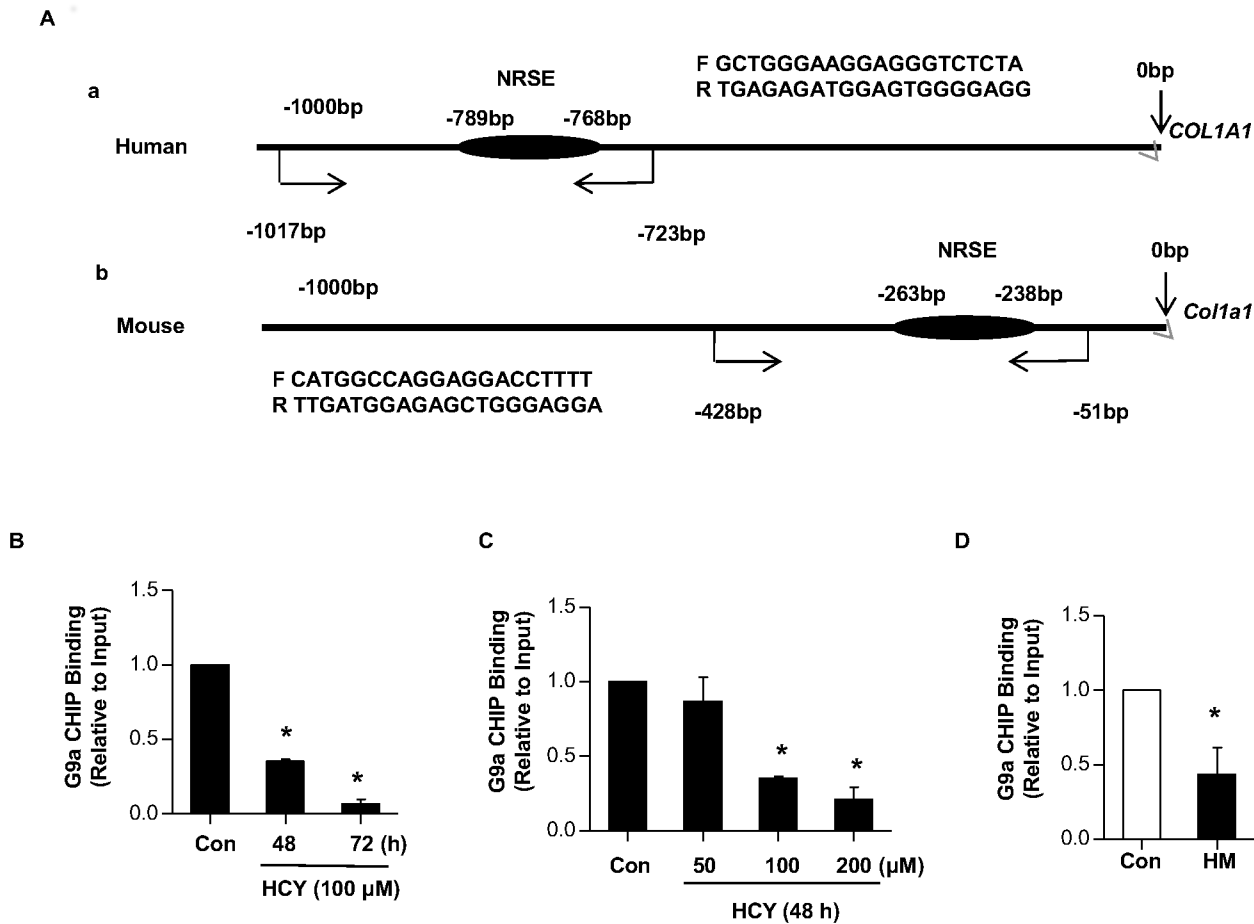 A
a
NRSE
F GCTGGGAAGGAGGGTCTCTA
R TGAGAGATGGAGTGGGGAGG
0bp
-1000bp
-789bp
-768bp
COL1A1
Human
-1017bp
-723bp
b
NRSE
0bp
-1000bp
-263bp
-238bp
Col1a1
Mouse
F CATGGCCAGGAGGACCTTTT
R TTGATGGAGAGCTGGGAGGA
-428bp
-51bp
B
G9a CHIP Binding
(Relative to Input)
1.5
1.0
0.5
0.0
*
*
Con 48 72 (h)
HCY (100 µM)
C
G9a CHIP Binding
(Relative to Input)
1.5
1.0
0.5
0.0
*
*
Con 50 100 200 (µM)
HCY (48 h)
D
G9a CHIP Binding
(Relative to Input)
1.5
1.0
0.5
0.0
*
Con HM